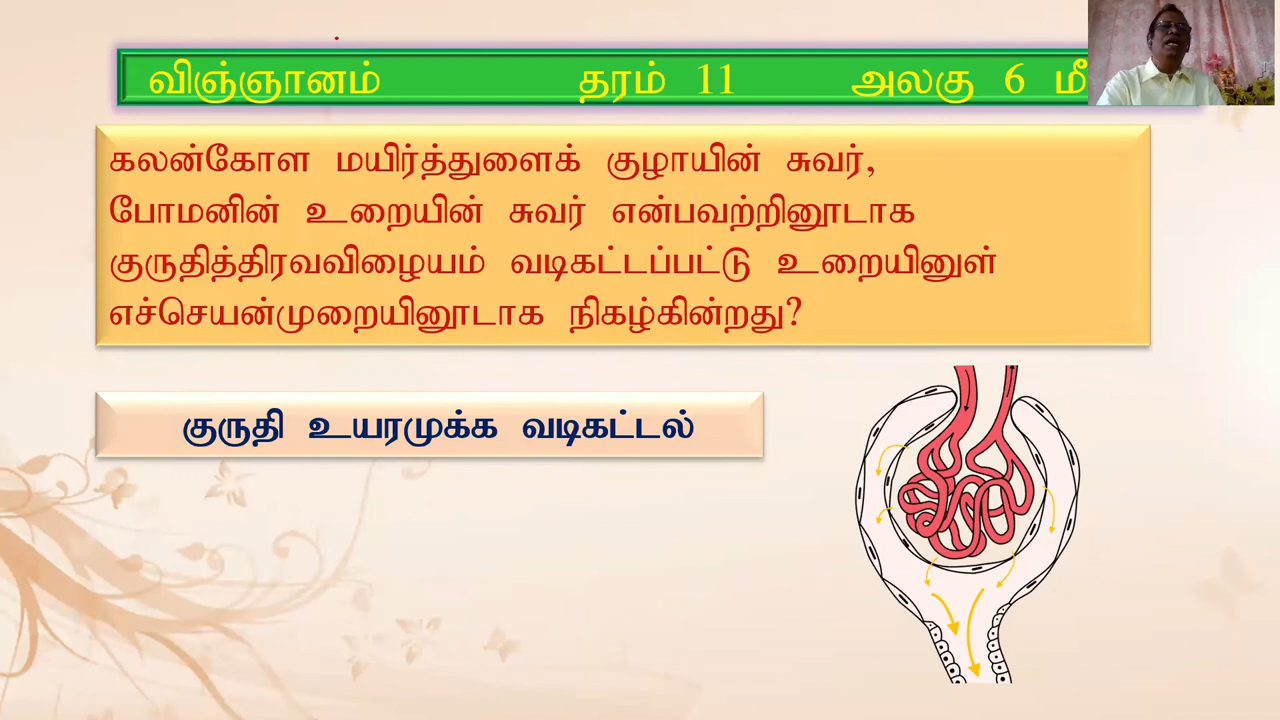 விஞ்ஞானம் தரம் 11 அலகு 6 மீ
கலன்கோள மயிர்த்துளைக் குழாயின் சுவர்,
போமனின் உறையின் சுவர் என்பவற்றினூடாக
குருதித்திரவவிழையம் வடிகட்டப்பட்டு உறையினுள்
எச்செயன்முறையினூடாக நிகழ்கின்றது?
குருதி உயரமுக்க வடிகட்டல்